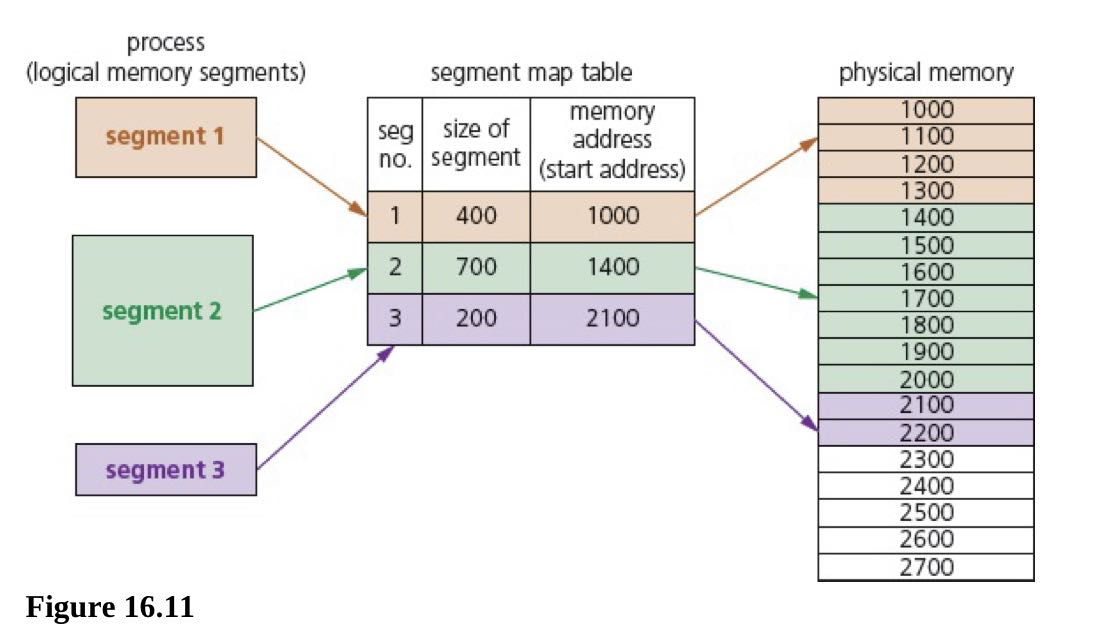 process
(logical memory segments)
segment 1
segment 2
segment 3
segment map table
seg no.
size of segment
memory address (start address)
1 400 1000
2 700 1400
3 200 2100
physical memory
1000
1100
1200
1300
1400
1500
1600
1700
1800
1900
2000
2100
2200
2300
2400
2500
2600
2700
Figure 16.11